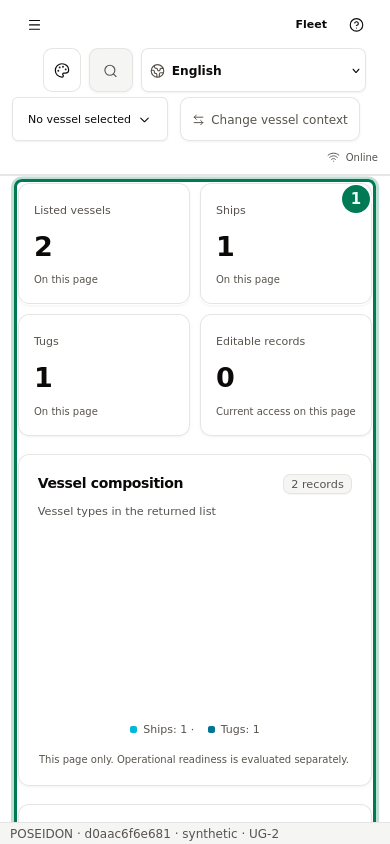 Fleet
English
No vessel selected
Change vessel context
Online
1
Listed vessels
2
On this page
Ships
1
On this page
Tugs
1
On this page
Editable records
0
Current access on this page
Vessel composition
2 records
Vessel types in the returned list
Ships: 1 ·
Tugs: 1
This page only. Operational readiness is evaluated separately.
POSEIDON · d0aac6f6e681 · synthetic · UG-2